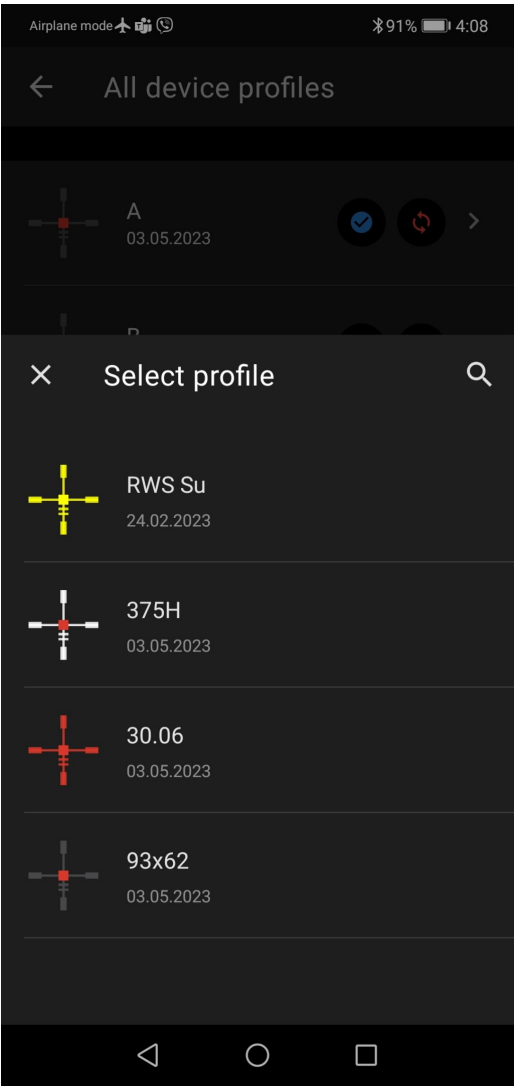 Airplane mode 91% 4:08
All device profiles
A
03.05.2023
B
Select profile
RWS Su
24.02.2023
375H
03.05.2023
30.06
03.05.2023
93x62
03.05.2023